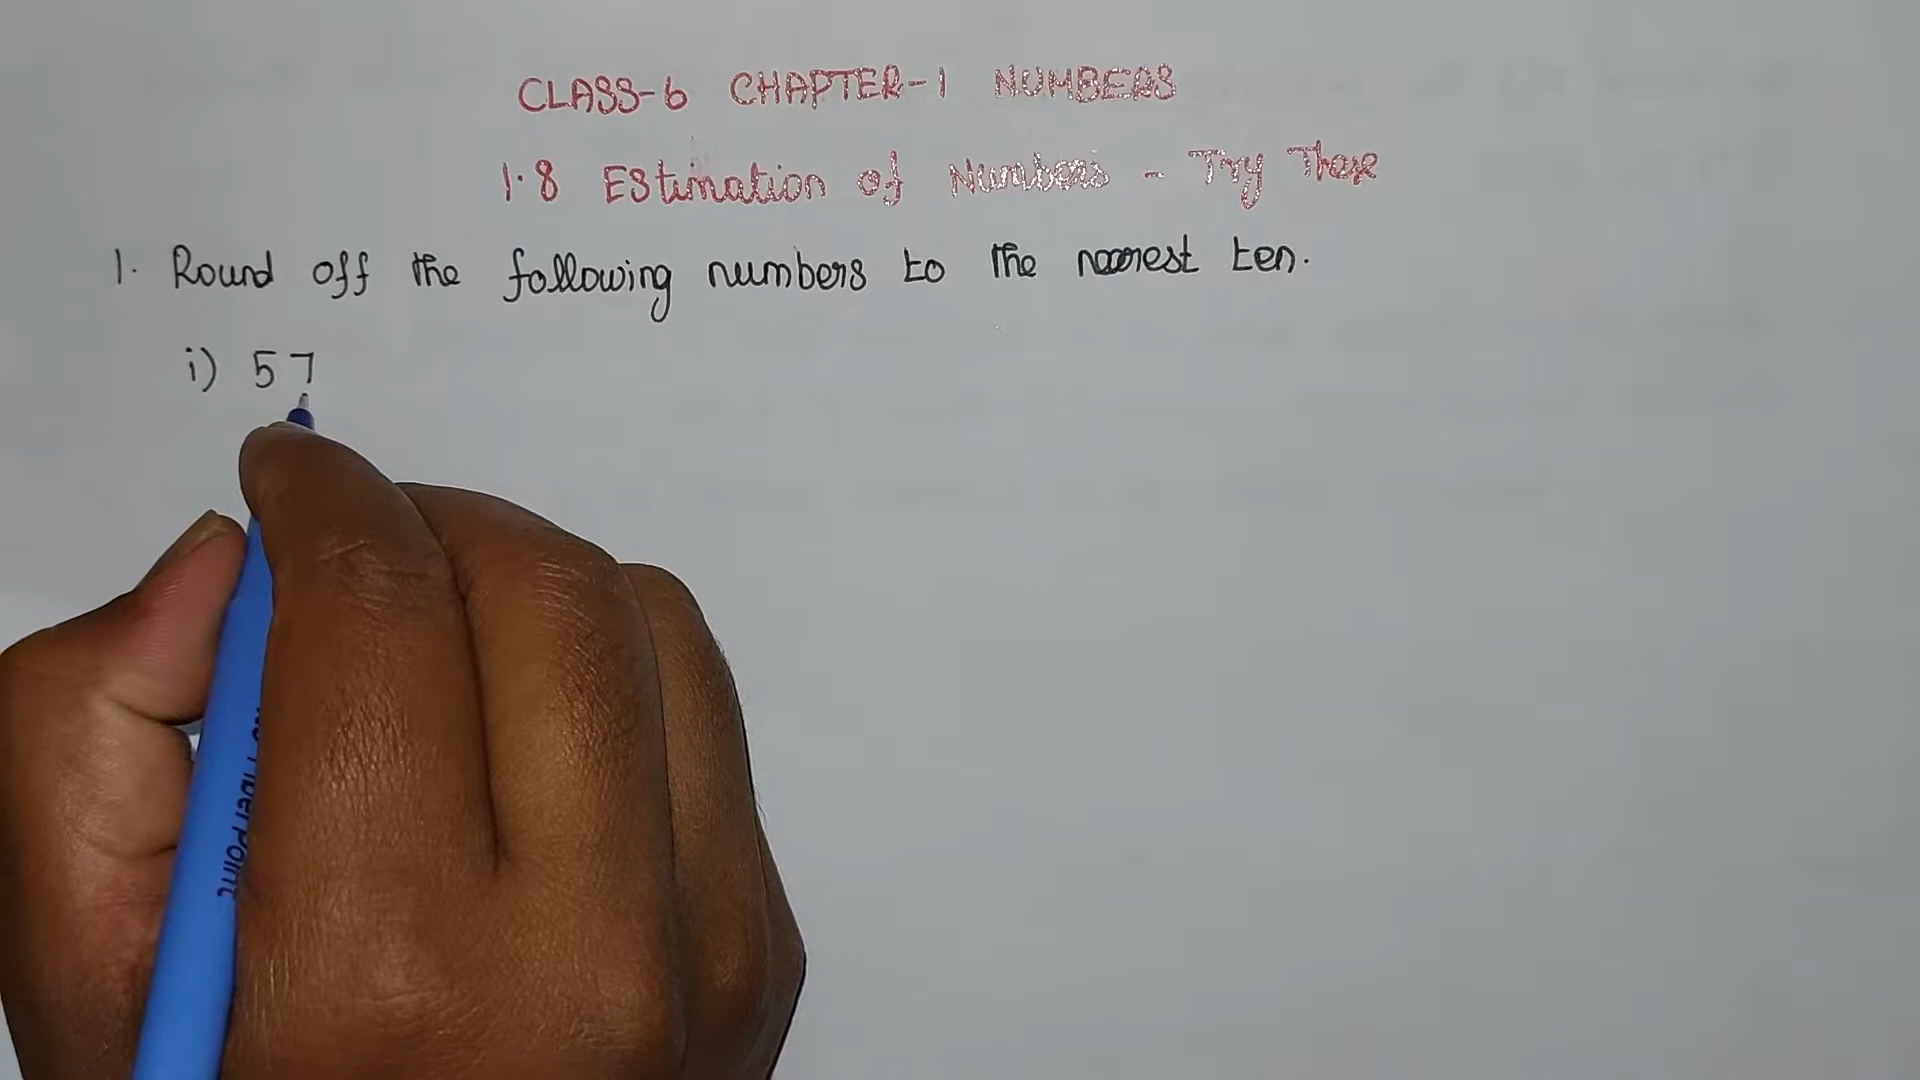 CLASS-6 CHAPTER-1 NUMBERS
1.8 Estimation of Numbers - Try These
1. Round off the following numbers to the nearest ten.
i) 57
Fiberpoint